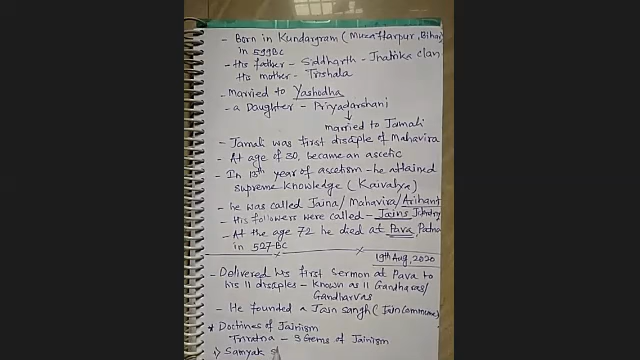 - Born in Kundargram (Muzaffarpur, Bihar)
in 599BC
- His father - Siddharth - Jnatrika clan
His mother - Trishala
- Married to Yashodha
- a Daughter - Priyadarshani
↓
married to Jamali
- Jamali was first disciple of Mahavira
- At age of 30, became an ascetic
- In 13th year of ascetism - he attained
supreme knowledge (Kaivalya)
- he was called Jaina/Mahavira/Arihant
- His followers were called - Jains
- At the age 72 he died at Pava, Patna
in 527-BC
19th Aug, 2020
- Delivered his first Sermon at Pava to
his 11 disciples - Known as 11 Gandharas/
Gandharvas
- He founded a Jain sangh (Jain Commune)
* Doctrines of Jainism
Triratna - 3 Gems of Jainism
1) Samyak